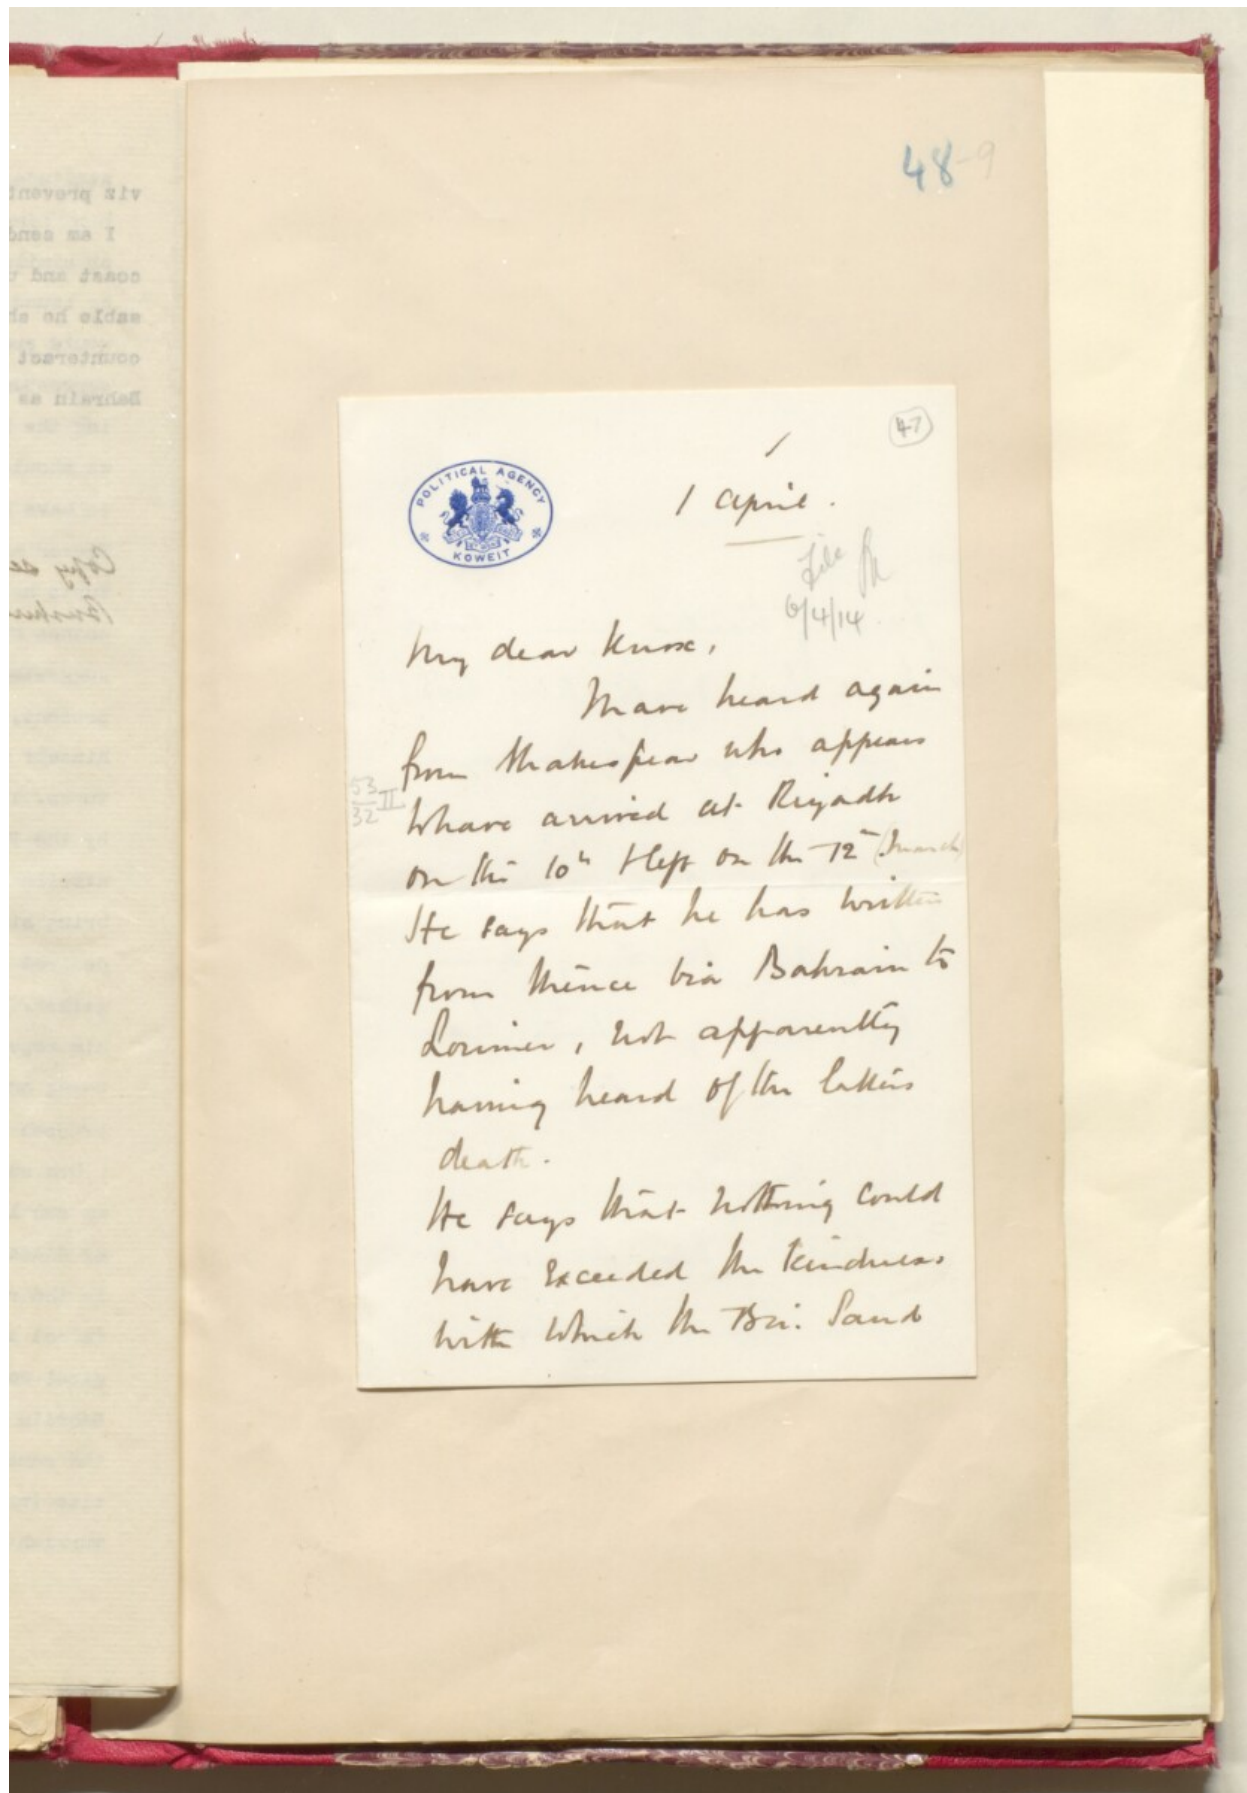 48-9
47
POLITICAL AGENCY
KOWEIT
1 April.
File
6/4/14
My dear Knox,
I have heard again
from Shakespear who appears
to have arrived at Riyadh
53
32 II
on the 10th & left on the 12th (March)
He says that he has written
from thence via Bahrain to
Lorimer, not apparently
having heard of the latters
death.
He says that nothing could
have exceeded the kindness
with which the Bin Saud